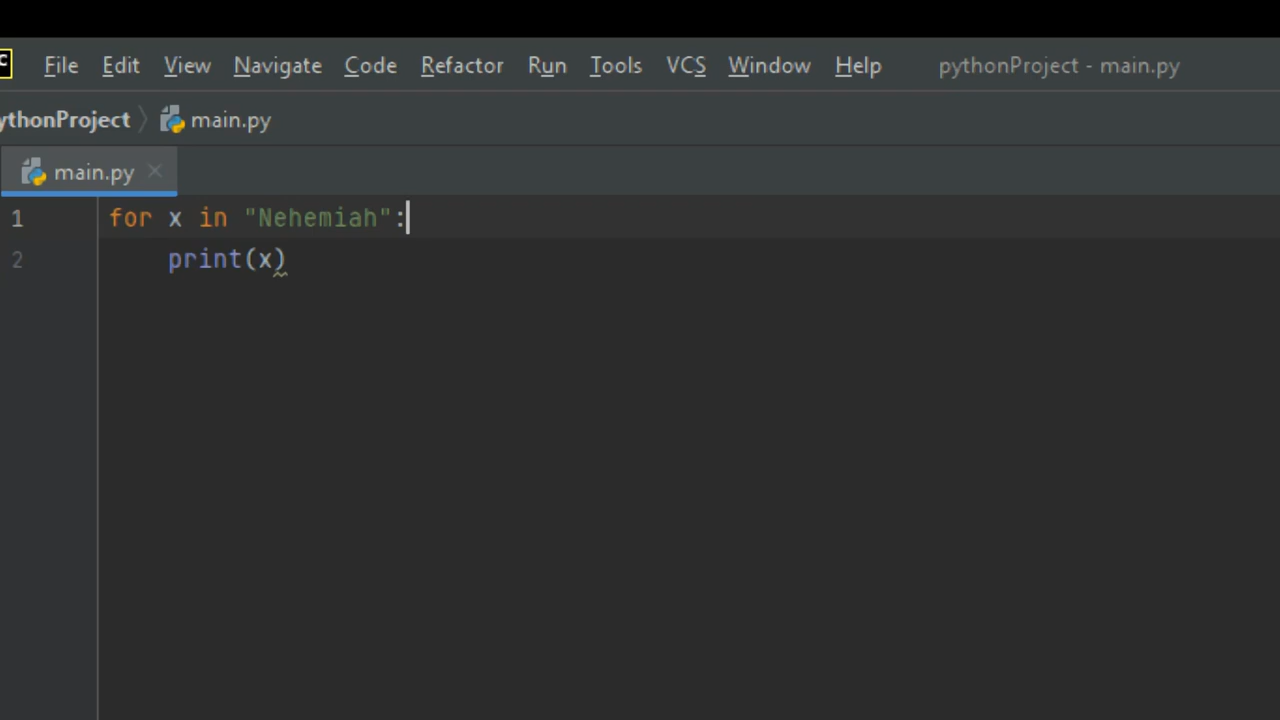 C File Edit View Navigate Code Refactor Run Tools VCS Window Help pythonProject - main.py
ythonProject main.py
main.py
1 for x in "Nehemiah":
2 print(x)